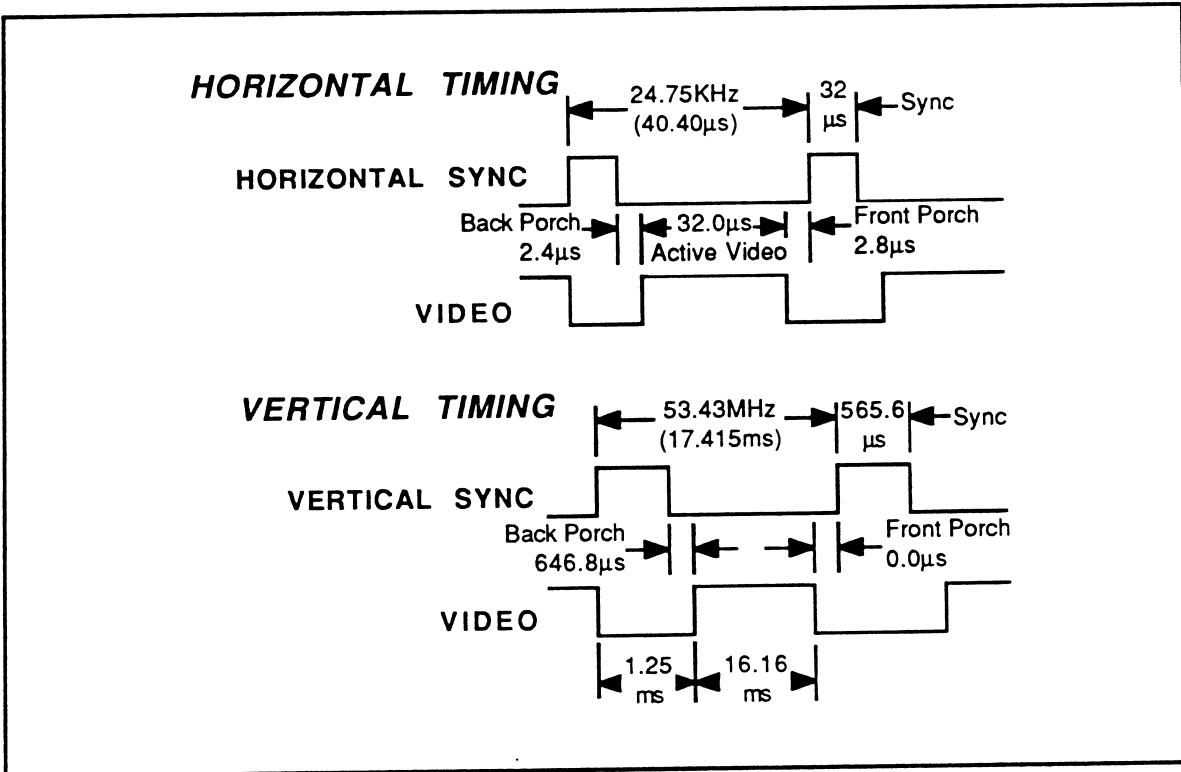 HORIZONTAL TIMING
24.75KHz
(40.40µs)
32
µs
Sync
HORIZONTAL SYNC
Back Porch
2.4µs
32.0µs
Active Video
Front Porch
2.8µs
VIDEO
VERTICAL TIMING
53.43MHz
(17.415ms)
565.6
µs
Sync
VERTICAL SYNC
Back Porch
646.8µs
Front Porch
0.0µs
VIDEO
1.25
ms
16.16
ms